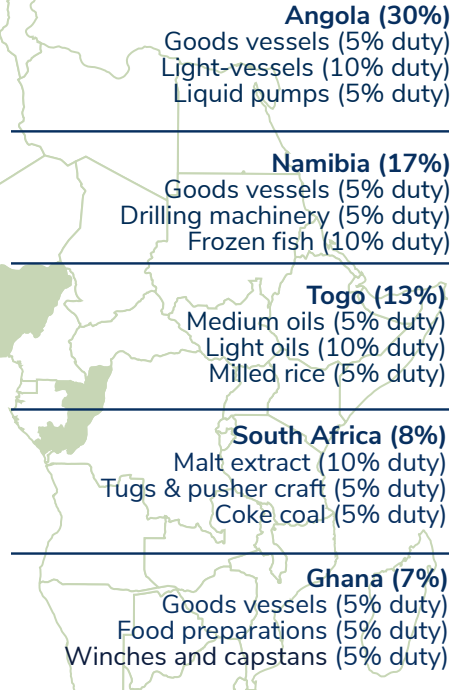 Angola (30%)
Goods vessels (5% duty)
Light-vessels (10% duty)
Liquid pumps (5% duty)
Namibia (17%)
Goods vessels (5% duty)
Drilling machinery (5% duty)
Frozen fish (10% duty)
Togo (13%)
Medium oils (5% duty)
Light oils (10% duty)
Milled rice (5% duty)
South Africa (8%)
Malt extract (10% duty)
Tugs & pusher craft (5% duty)
Coke coal (5% duty)
Ghana (7%)
Goods vessels (5% duty)
Food preparations (5% duty)
Winches and capstans (5% duty)